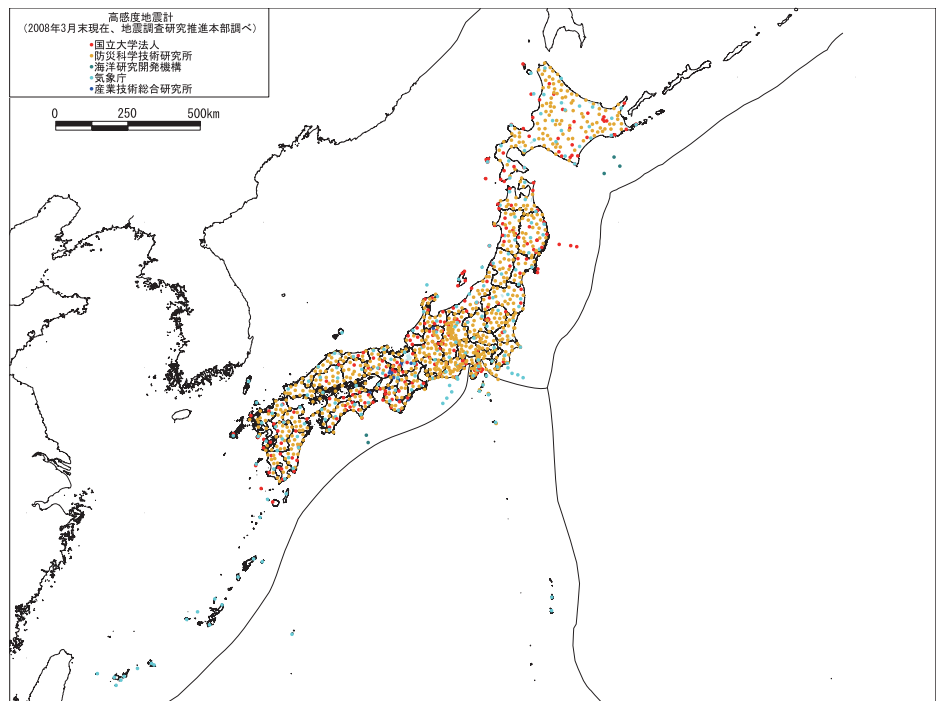 高感度地震計
（2008年3月末現在、地震調査研究推進本部調べ）
国立大学法人
防災科学技術研究所
海洋研究開発機構
気象庁
産業技術総合研究所
0 250 500km